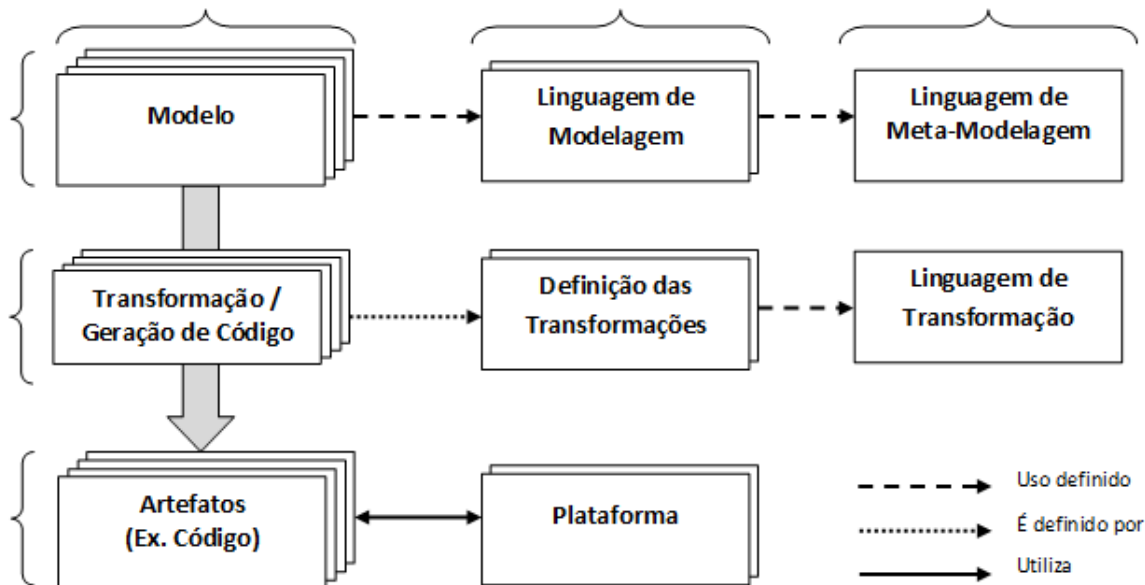 Modelo
Linguagem de
Modelagem
Linguagem de
Meta-Modelagem
Transformação /
Geração de Código
Definição das
Transformações
Linguagem de
Transformação
Artefatos
(Ex. Código)
Plataforma
Uso definido
É definido por
Utiliza